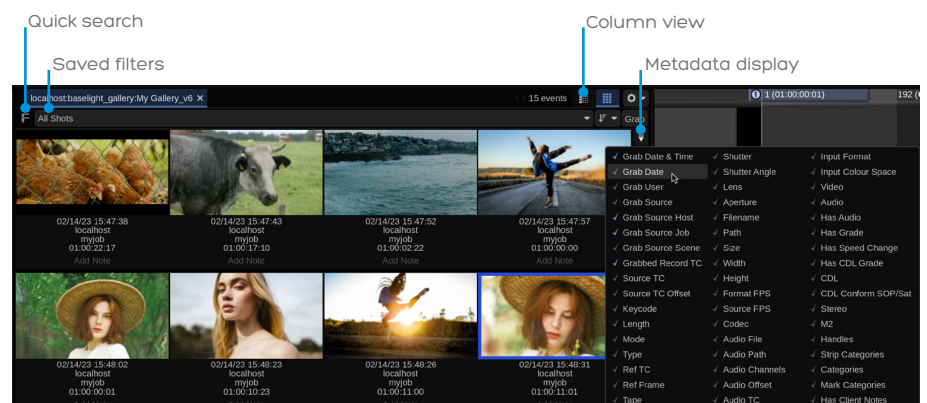 Quick search
Column view
Saved filters
Metadata display
localhost:baselight_gallery:My Gallery_v6 ×
15 events
1 1 (01:00:00:01)
192
F All Shots
Grab
02/14/23 15:47:38
localhost
myjob
01:00:22:17
Add Note
02/14/23 15:47:43
localhost
myjob
01:00:17:10
Add Note
02/14/23 15:47:52
localhost
myjob
01:00:02:22
Add Note
02/14/23 15:47:57
localhost
myjob
01:00:00:00
Add Note
02/14/23 15:48:02
localhost
myjob
01:00:00:01
02/14/23 15:48:23
localhost
myjob
01:00:10:23
02/14/23 15:48:26
localhost
myjob
01:00:11:00
02/14/23 15:48:31
localhost
myjob
01:00:11:01
Grab Date & Time
Grab Date
Grab User
Grab Source
Grab Source Host
Grab Source Job
Grab Source Scene
Grabbed Record TC
Source TC
Source TC Offset
Keycode
Length
Mode
Type
Ref TC
Ref Frame
Tape
Shutter
Shutter Angle
Lens
Aperture
Filename
Path
Size
Width
Height
Format FPS
Source FPS
Codec
Audio File
Audio Path
Audio Channels
Audio Offset
Audio TC
Input Format
Input Colour Space
Video
Audio
Has Audio
Has Grade
Has Speed Change
Has CDL Grade
CDL
CDL Conform SOP/Sat
Stereo
M2
Handles
Strip Categories
Categories
Mark Categories
Has Client Notes